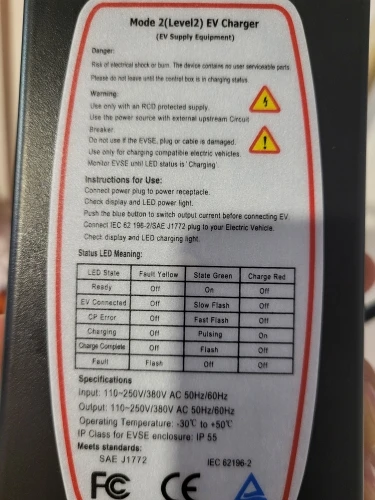 Mode 2(Level2) EV Charger
(EV Supply Equipment)
Danger:
Risk of electrical shock or burn. The device contains no user serviceable parts.
Please do not leave until the control box is in charging status.
Warning:
Use only with an RCD protected supply.
Use the power source with external upstream Circuit
Breaker.
Do not use if the EVSE, plug or cable is damaged.
Use only for charging compatible electric vehicles.
Monitor EVSE until LED status is 'Charging'.
Instructions for Use:
Connect power plug to power receptacle.
Check display and LED power light.
Push the blue button to switch output current before connecting EV.
Connect IEC 62 196-2/SAE J1772 plug to your Electric Vehicle.
Check display and LED charging light.
Status LED Meaning:
LED State Fault Yellow State Green Charge Red
Ready Off On Off
EV Connected Off Slow Flash Off
CP Error Off Fast Flash Off
Charging Off Pulsing On
Charge Complete Off Flash Off
Fault Flash Off Off
Specifications
Input: 110~250V/380V AC 50Hz/60Hz
Output: 110~250V/380V AC 50Hz/60Hz
Operating Temperature: -30℃ to +50℃
IP Class for EVSE enclosure: IP 55
Meets standards:
SAE J1772 IEC 62196-2
FC CE